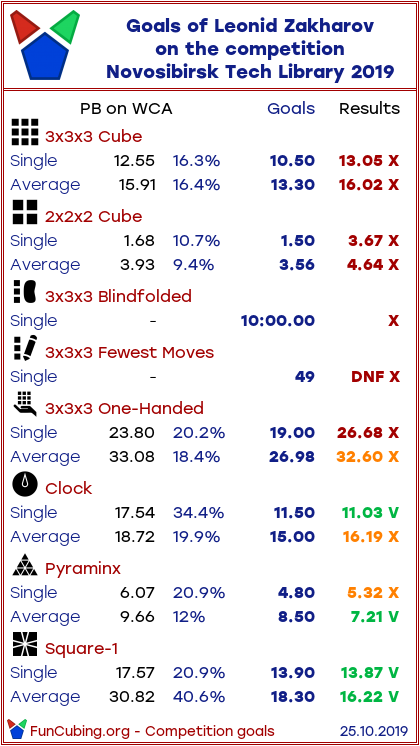 Goals of Leonid Zakharov
on the competition
Novosibirsk Tech Library 2019
PB on WCA Goals Results
3x3x3 Cube
Single 12.55 16.3% 10.50 13.05 X
Average 15.91 16.4% 13.30 16.02 X
2x2x2 Cube
Single 1.68 10.7% 1.50 3.67 X
Average 3.93 9.4% 3.56 4.64 X
3x3x3 Blindfolded
Single - 10:00.00 X
3x3x3 Fewest Moves
Single - 49 DNF X
3x3x3 One-Handed
Single 23.80 20.2% 19.00 26.68 X
Average 33.08 18.4% 26.98 32.60 X
Clock
Single 17.54 34.4% 11.50 11.03 V
Average 18.72 19.9% 15.00 16.19 X
Pyraminx
Single 6.07 20.9% 4.80 5.32 X
Average 9.66 12% 8.50 7.21 V
Square-1
Single 17.57 20.9% 13.90 13.87 V
Average 30.82 40.6% 18.30 16.22 V
FunCubing.org - Competition goals 25.10.2019